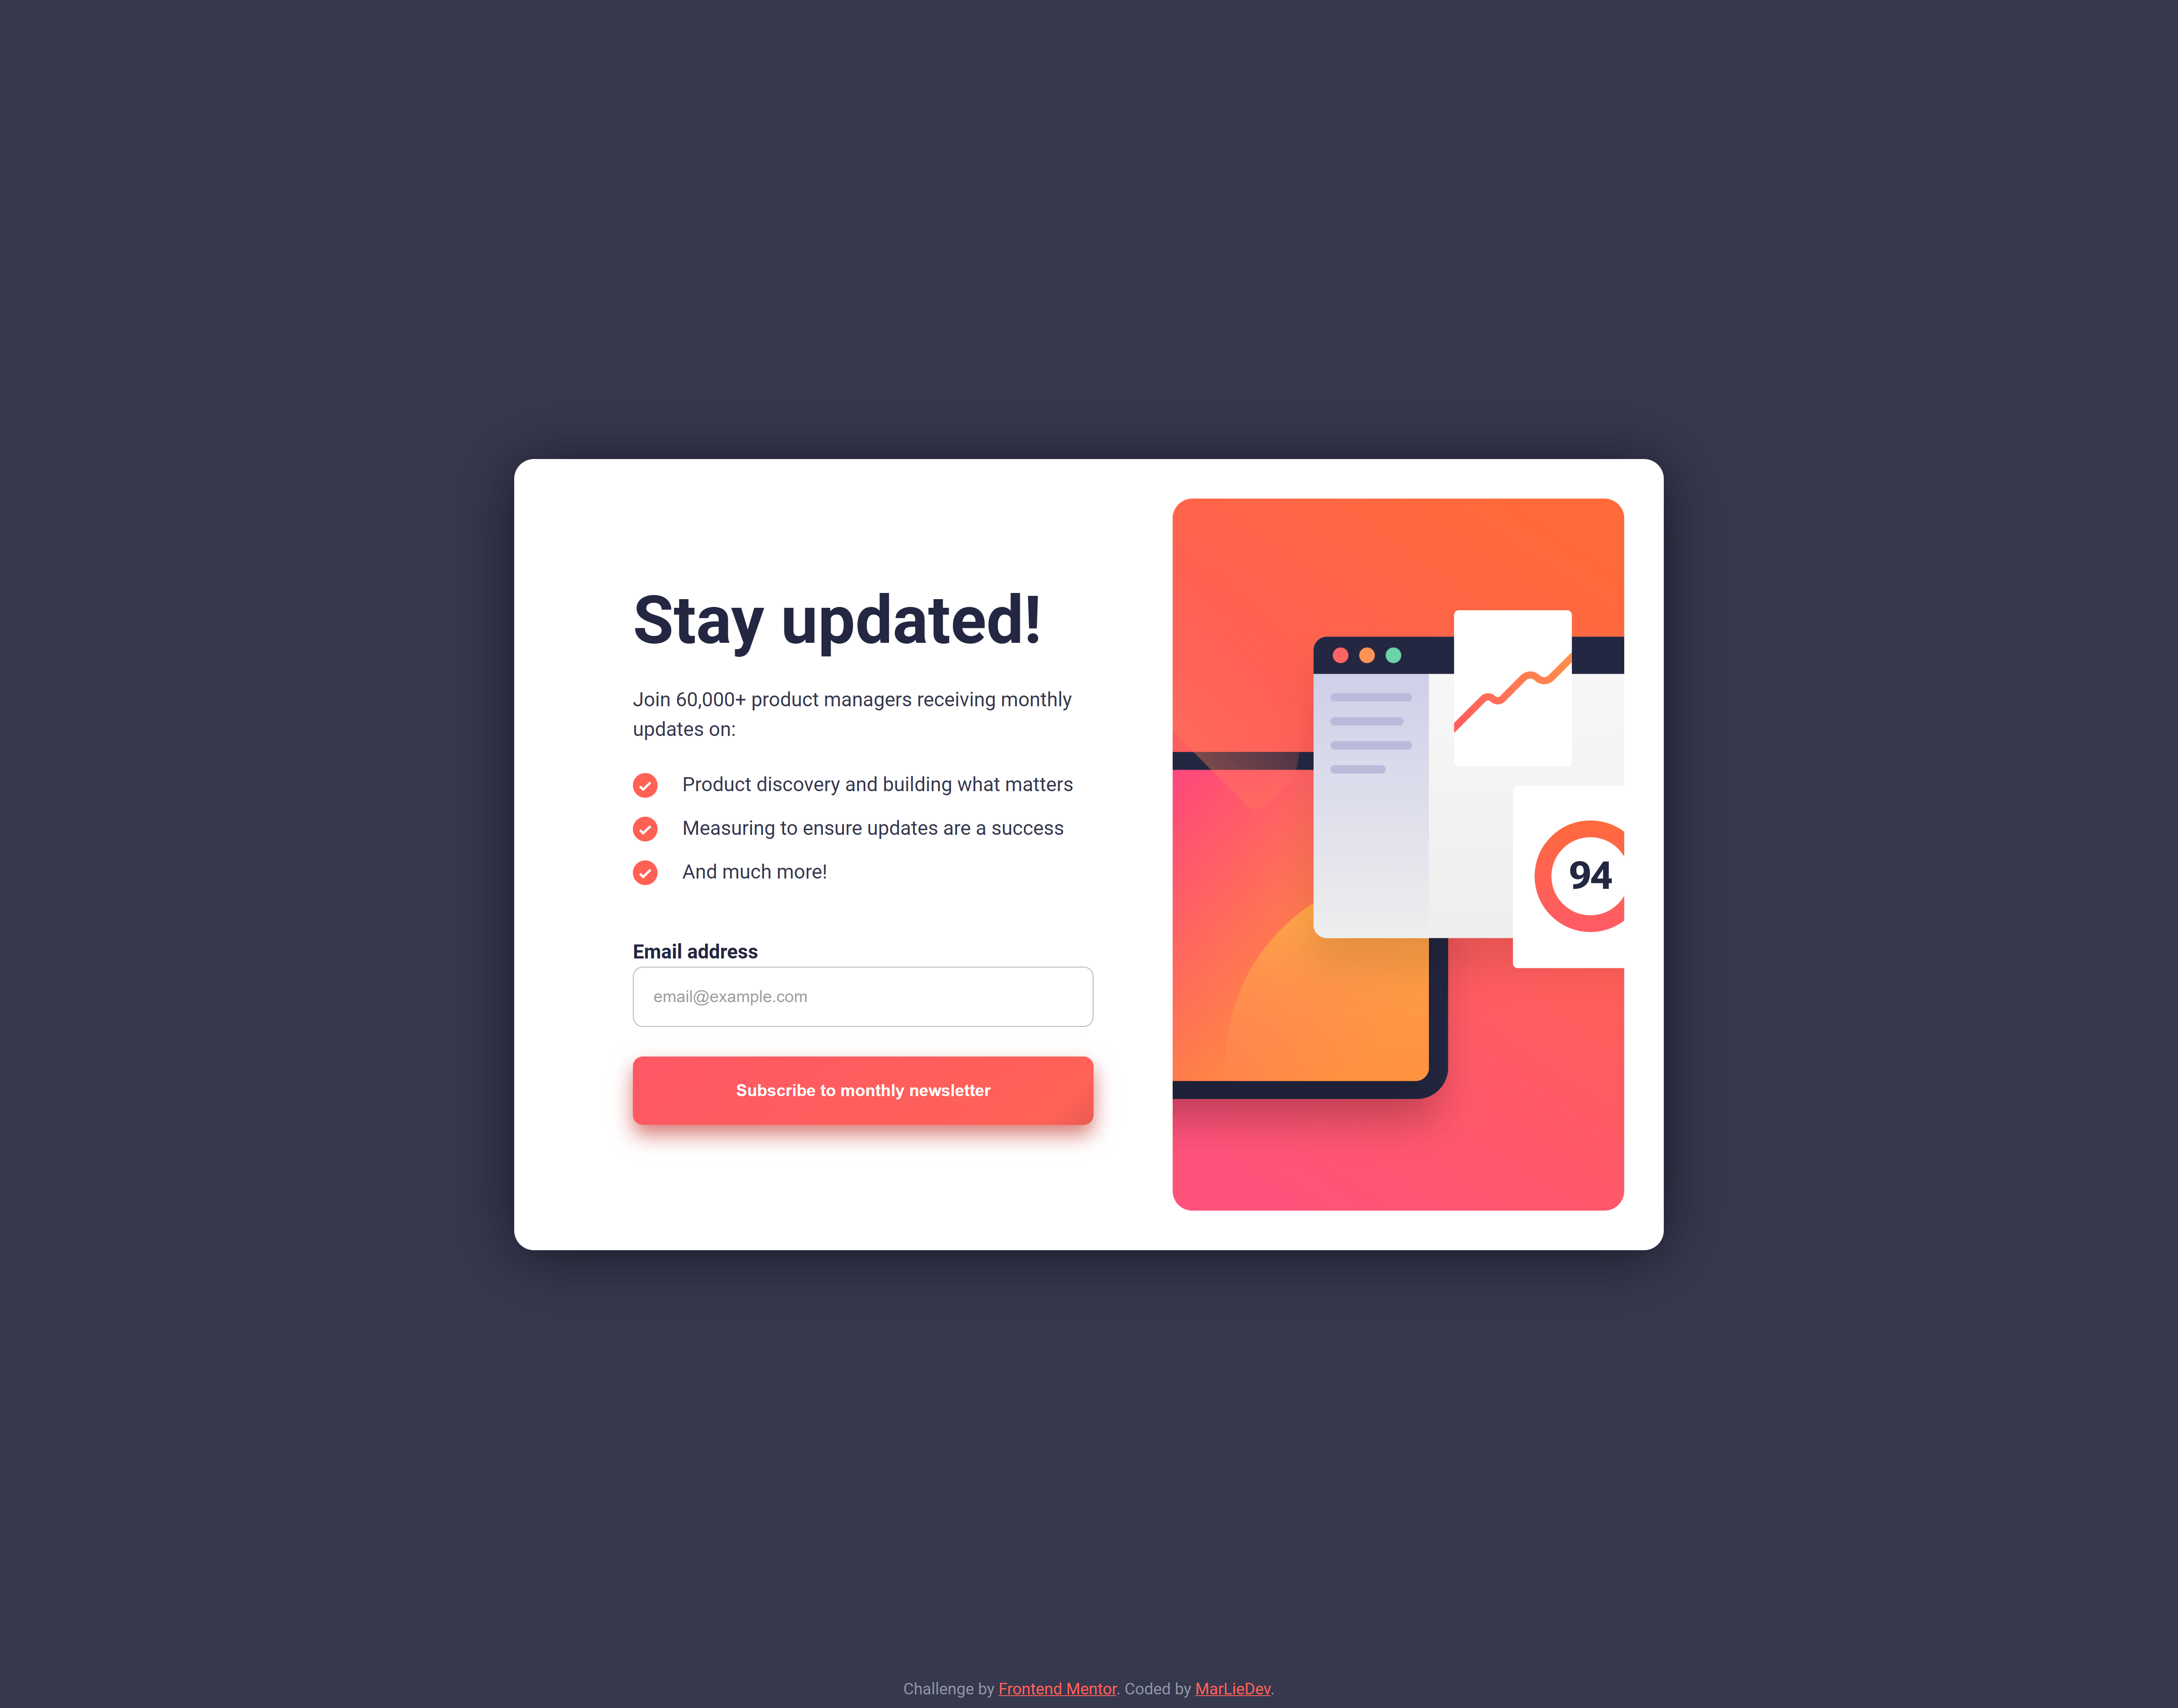 Stay updated!
Join 60,000+ product managers receiving monthly
updates on:
Product discovery and building what matters
Measuring to ensure updates are a success
And much more!
Email address
email@example.com
Subscribe to monthly newsletter
94
Challenge by Frontend Mentor. Coded by MarLieDev.